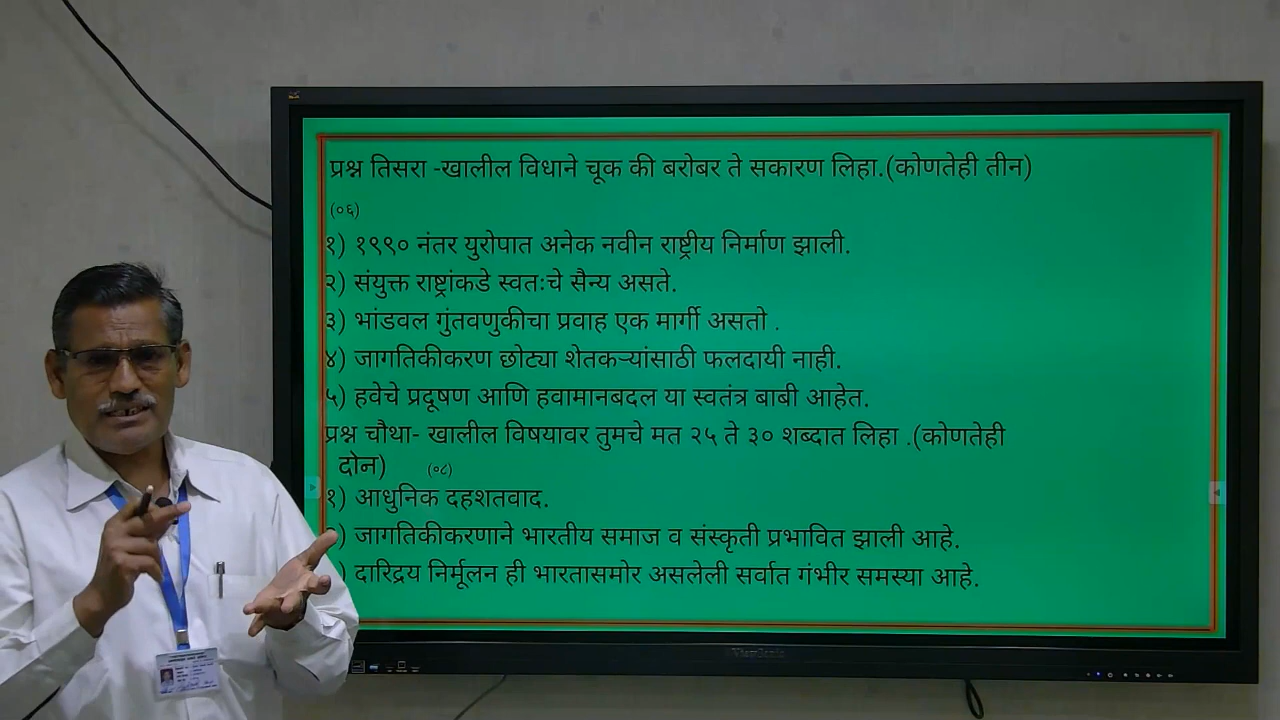 प्रश्न तिसरा -खालील विधाने चूक की बरोबर ते सकारण लिहा.(कोणतेही तीन)
(०६)
१) १९९० नंतर युरोपात अनेक नवीन राष्ट्रीय निर्माण झाली.
२) संयुक्त राष्ट्रांकडे स्वतःचे सैन्य असते.
३) भांडवल गुंतवणुकीचा प्रवाह एक मार्गी असतो .
४) जागतिकीकरण छोट्या शेतकऱ्यांसाठी फलदायी नाही.
५) हवेचे प्रदूषण आणि हवामानबदल या स्वतंत्र बाबी आहेत.
प्रश्न चौथा- खालील विषयावर तुमचे मत २५ ते ३० शब्दात लिहा .(कोणतेही
दोन) (०८)
१) आधुनिक दहशतवाद.
) जागतिकीकरणाने भारतीय समाज व संस्कृती प्रभावित झाली आहे.
) दारिद्रय निर्मूलन ही भारतासमोर असलेली सर्वात गंभीर समस्या आहे.
ViewSonic